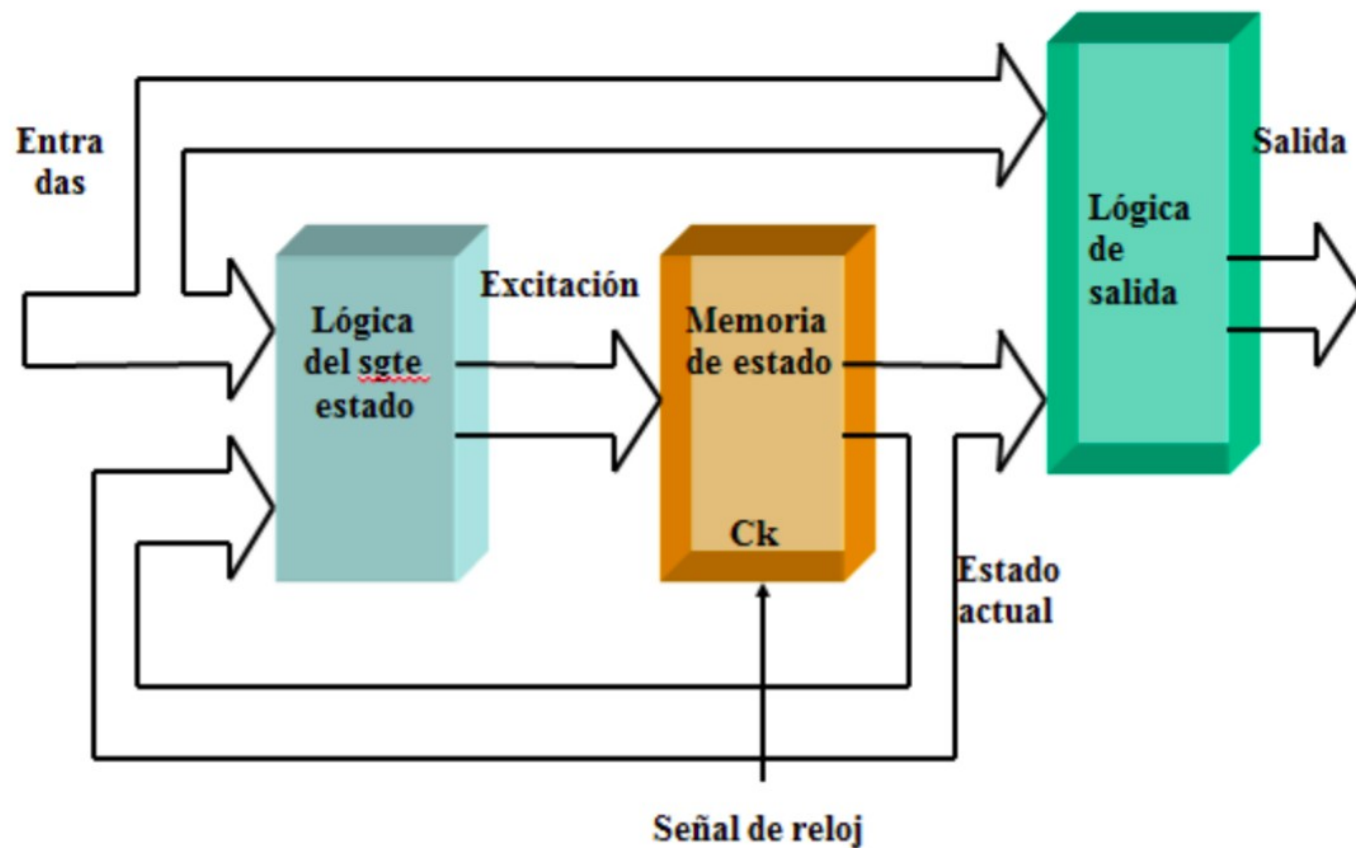 Entra
das
Salida
Lógica
de
salida
Excitación
Lógica
del sgte
estado
Memoria
de estado
Ck
Estado
actual
Señal de reloj